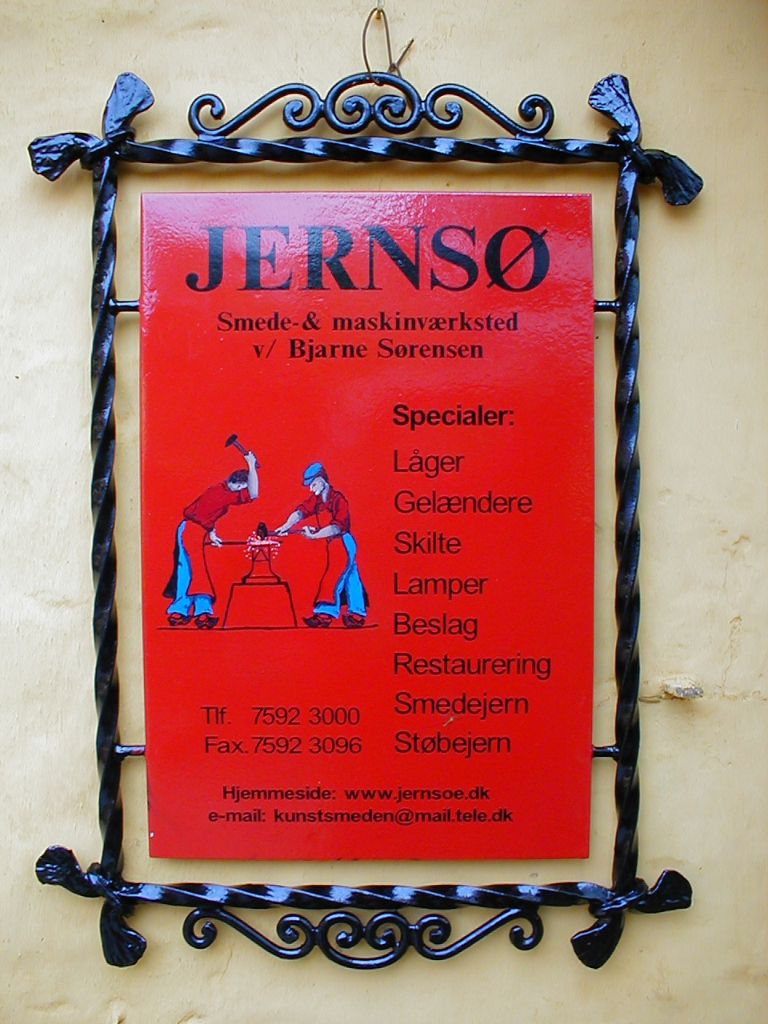 JERNSØ
Smede-& maskinværksted
v/ Bjarne Sørensen
Specialer:
Låger
Gelændere
Skilte
Lamper
Beslag
Restaurering
Smedejern
Støbejern
Tlf. 7592 3000
Fax. 7592 3096
Hjemmeside: www.jernsoe.dk
e-mail: kunstsmeden@mail.tele.dk